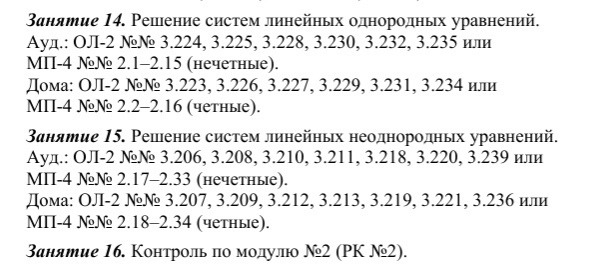 Занятие 14. Решение систем линейных однородных уравнений.
Ауд.: ОЛ-2 №№ 3.224, 3.225, 3.228, 3.230, 3.232, 3.235 или
МП-4 №№ 2.1–2.15 (нечетные).
Дома: ОЛ-2 №№ 3.223, 3.226, 3.227, 3.229, 3.231, 3.234 или
МП-4 №№ 2.2–2.16 (четные).
Занятие 15. Решение систем линейных неоднородных уравнений.
Ауд.: ОЛ-2 №№ 3.206, 3.208, 3.210, 3.211, 3.218, 3.220, 3.239 или
МП-4 №№ 2.17–2.33 (нечетные).
Дома: ОЛ-2 №№ 3.207, 3.209, 3.212, 3.213, 3.219, 3.221, 3.236 или
МП-4 №№ 2.18–2.34 (четные).
Занятие 16. Контроль по модулю №2 (РК №2).